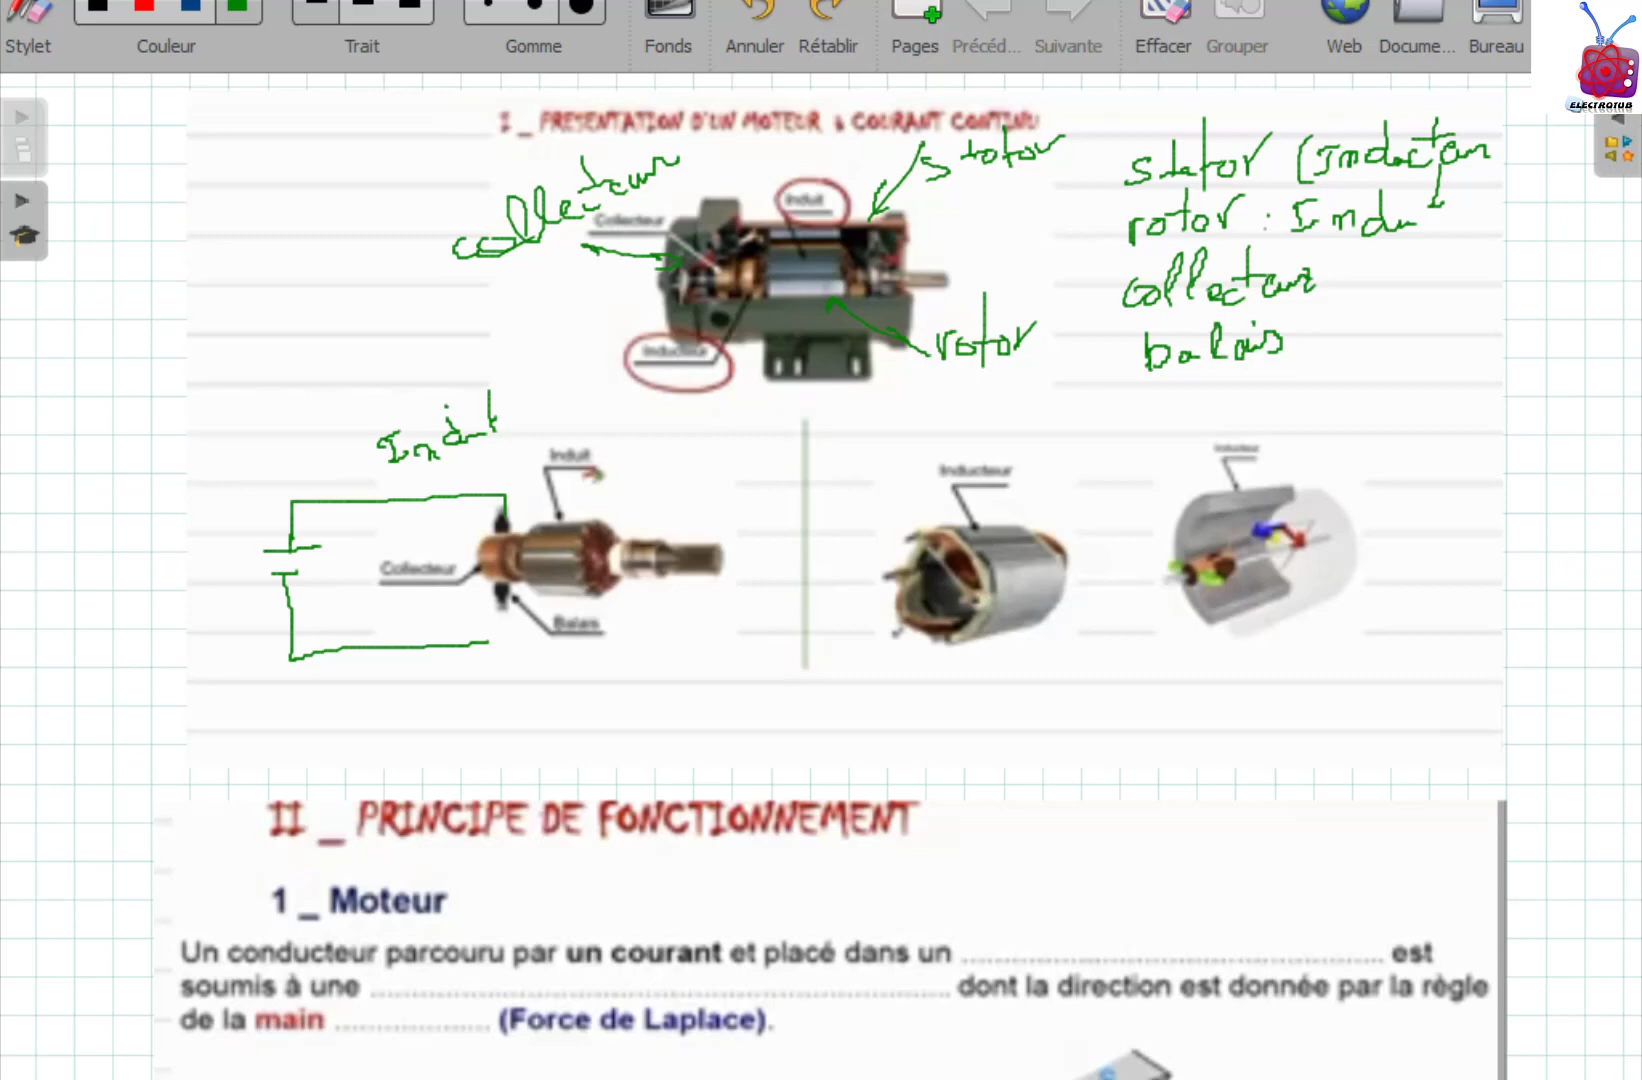 Stylet Couleur Trait Gomme Fonds Annuler Rétablir Pages Précéd... Suivante Effacer Grouper Web Docume... Bureau
ELECTROTUB
I _ PRESENTATION D'UN MOTEUR à COURANT CONTINU
collecteur
Collecteur
Induit
stator
rotor
Inducteur
stator (Inducteur
rotor : Indu
collecteur
balais
Induit
Induit
Collecteur
Balais
Inducteur
Inducteur
II _ PRINCIPE DE FONCTIONNEMENT
1 _ Moteur
Un conducteur parcouru par un courant et placé dans un ................................................ est
soumis à une ................................................................ dont la direction est donnée par la règle
de la main ................. (Force de Laplace).